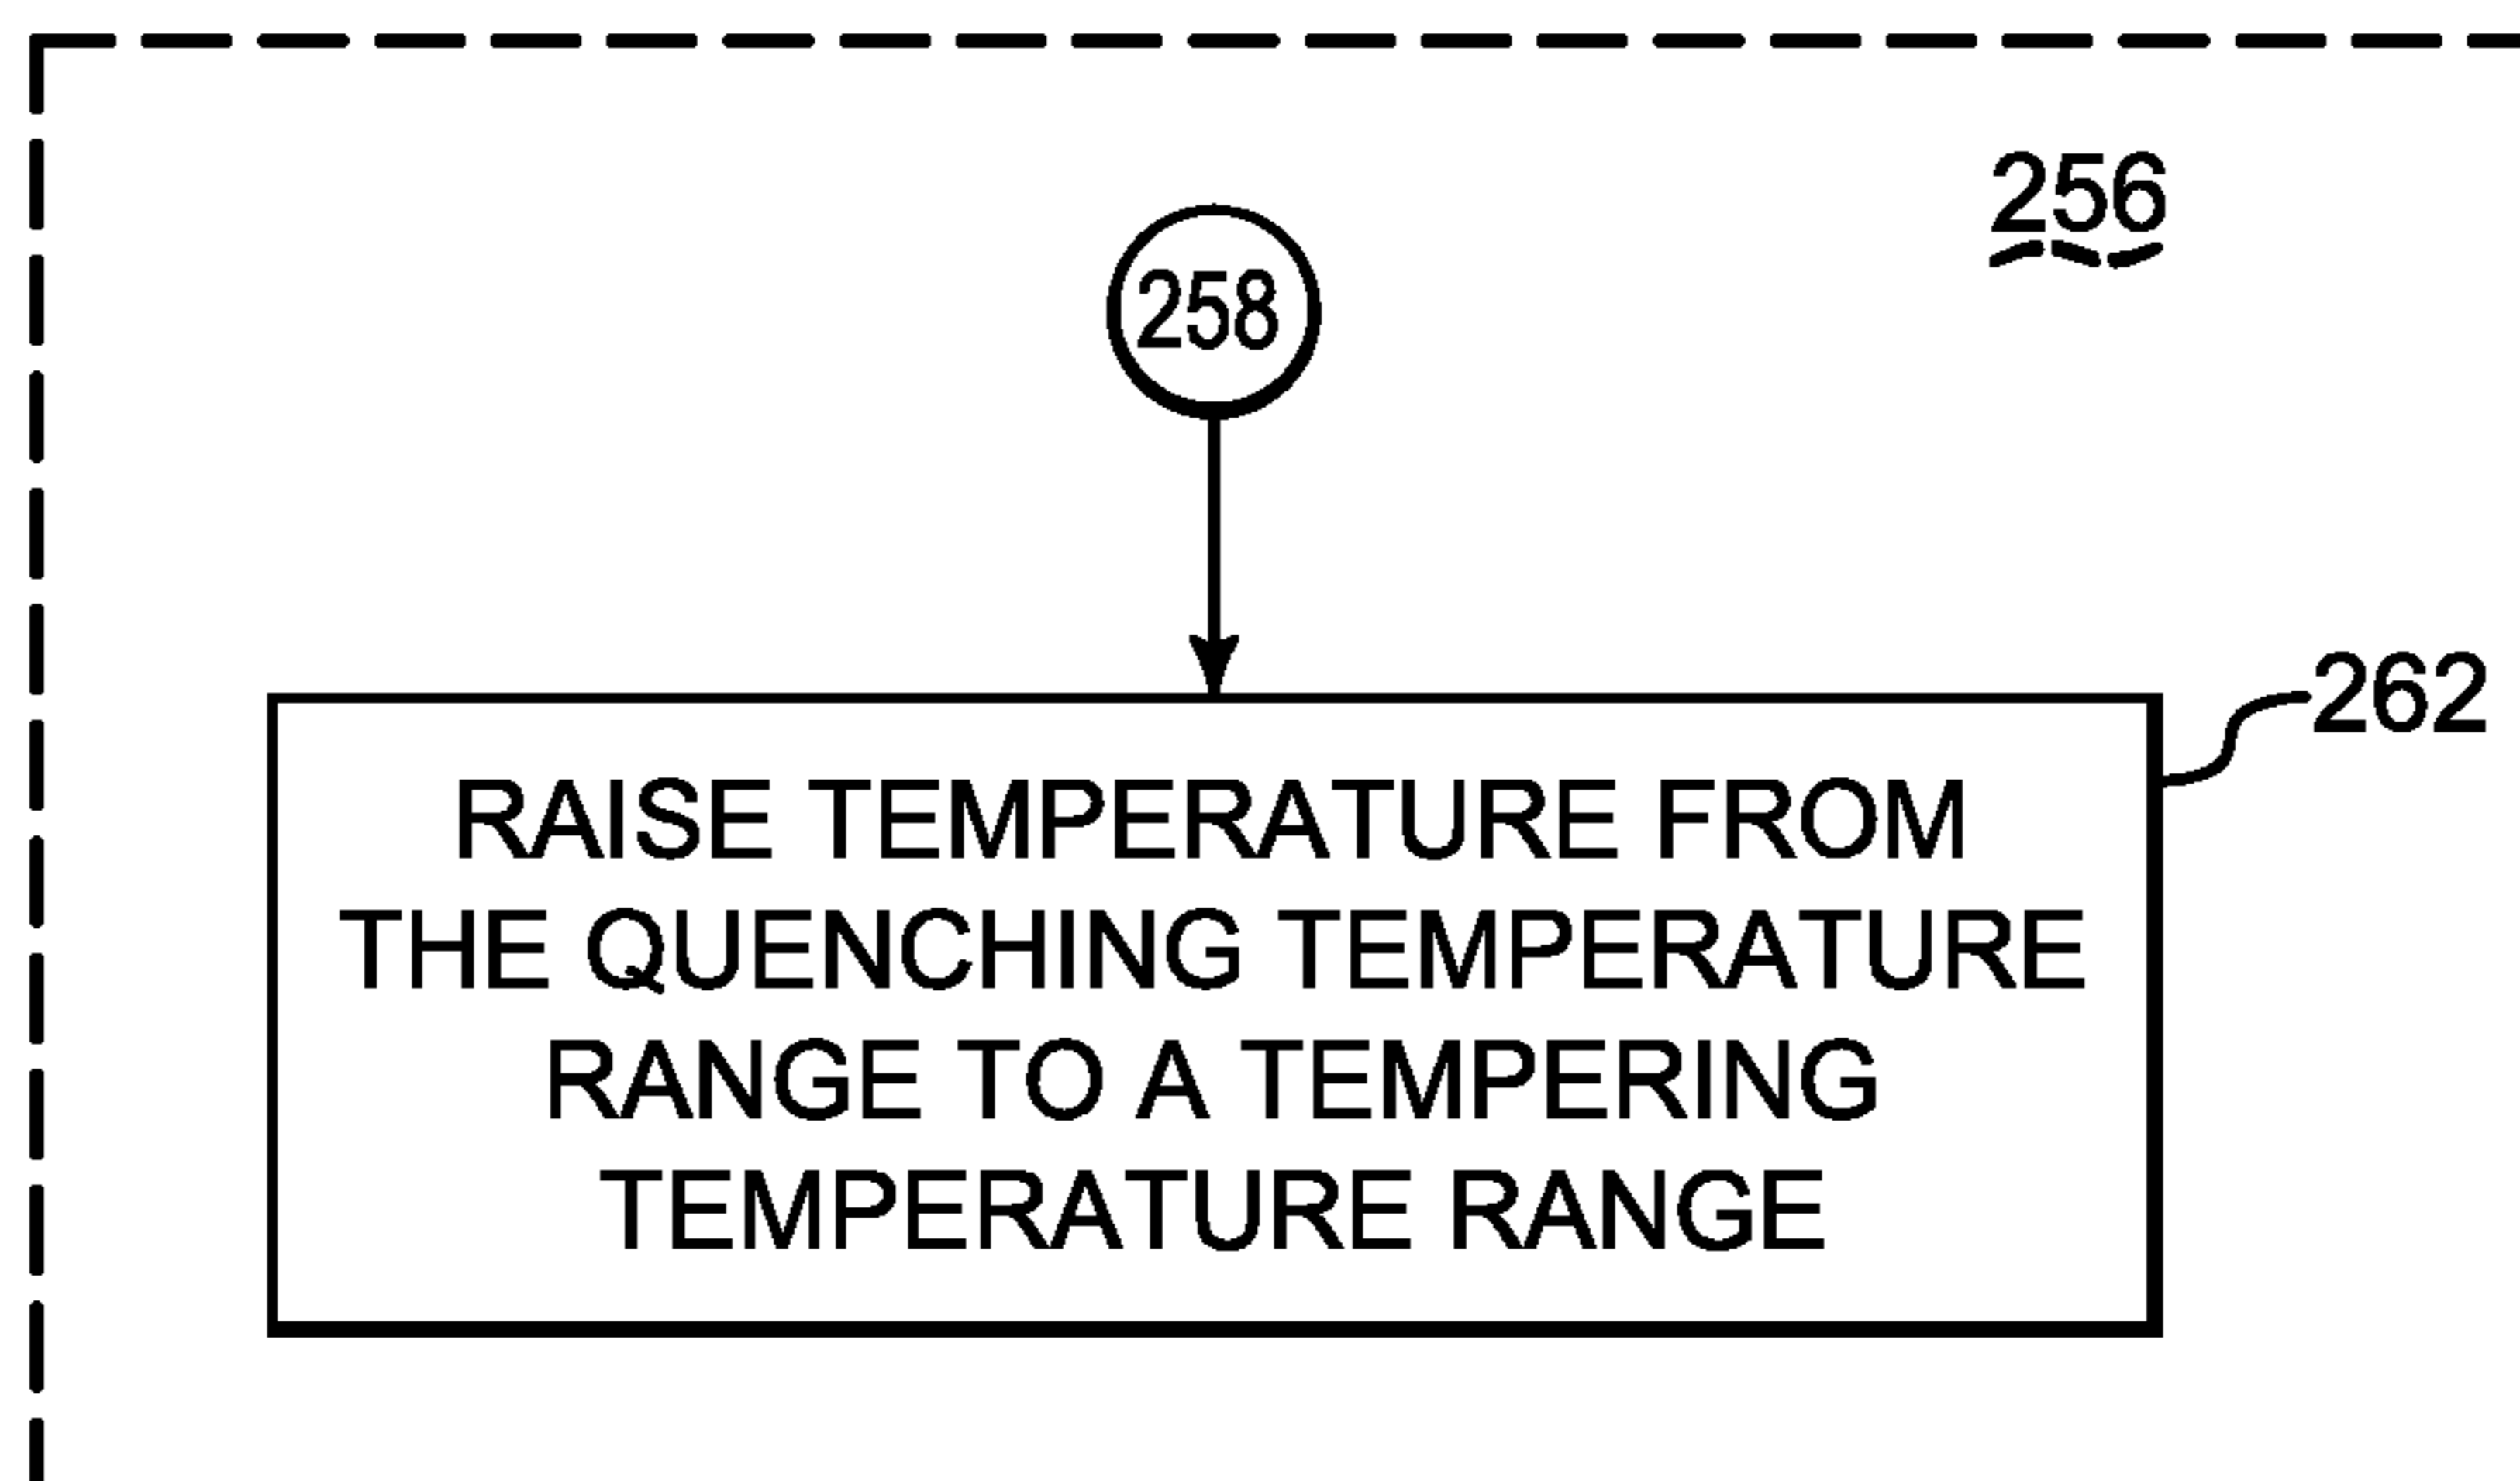 256
258
262
RAISE TEMPERATURE FROM
THE QUENCHING TEMPERATURE
RANGE TO A TEMPERING
TEMPERATURE RANGE